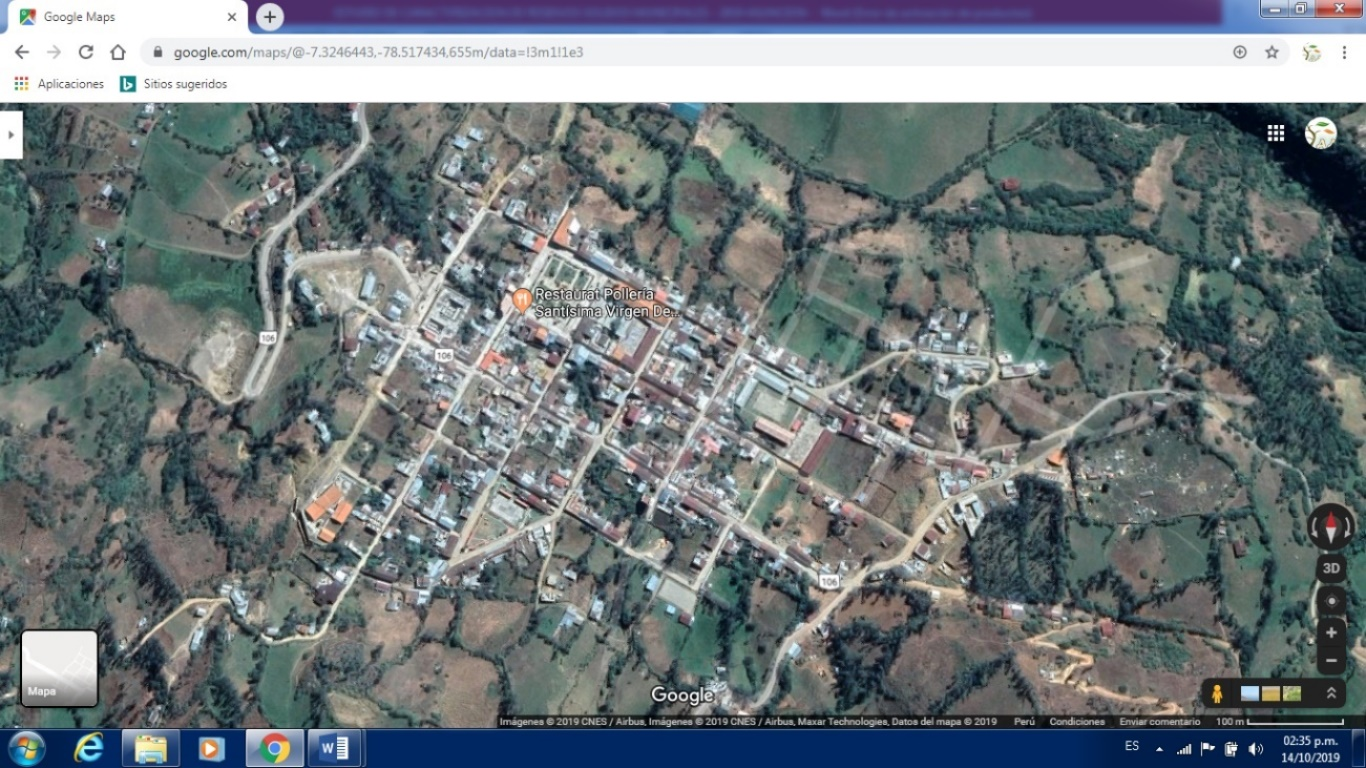 Google Maps
google.com/maps/@-7.3246443,-78.517434,655m/data=!3m1!1e3
Aplicaciones
Sitios sugeridos
106
106
Restaurat Pollería
Santísima Virgen De...
106
3D
Mapa
Google
Imágenes © 2019 CNES / Airbus, Imágenes © 2019 CNES / Airbus, Maxar Technologies, Datos del mapa © 2019 Perú Condiciones Enviar comentario 100 m
ES
02:35 p.m.
14/10/2019